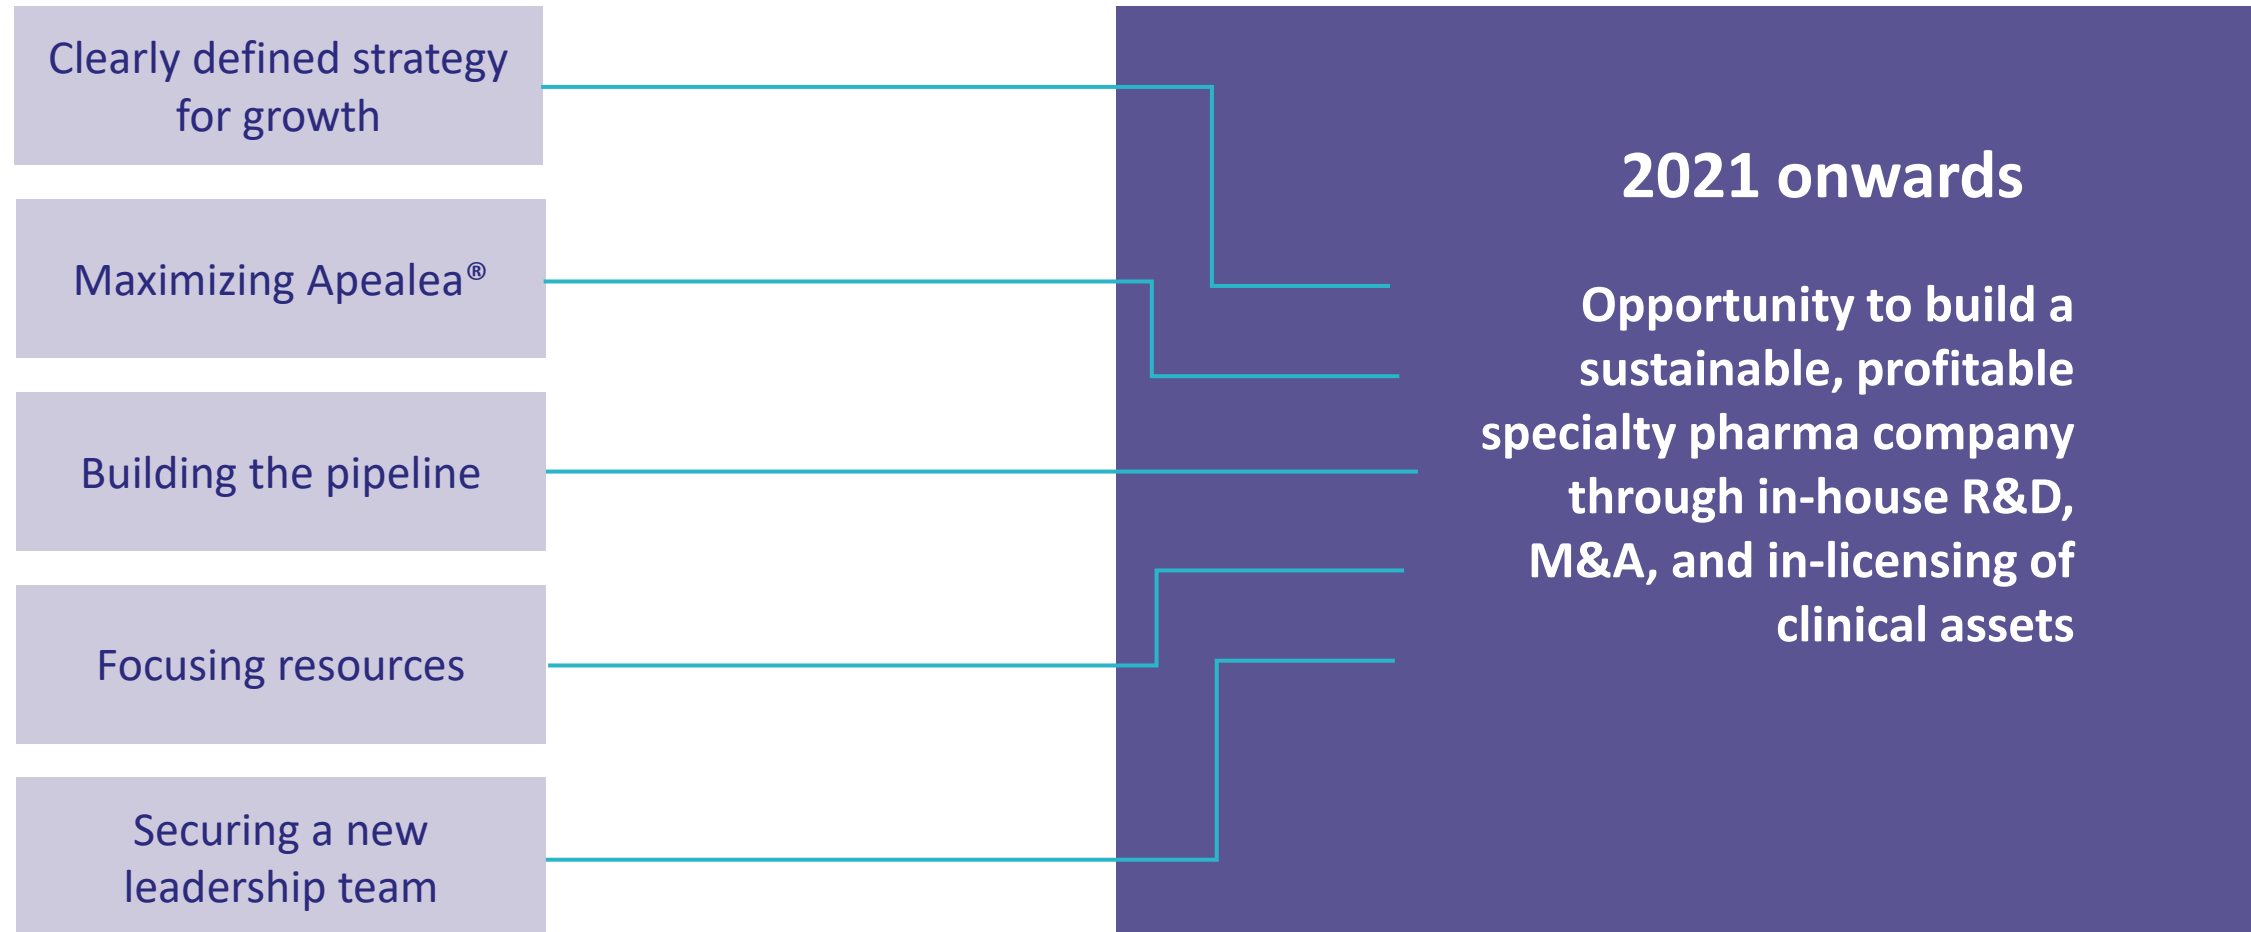 Clearly defined strategy
for growth
Maximizing Apealea®
Building the pipeline
Focusing resources
Securing a new
leadership team
2021 onwards
Opportunity to build a
sustainable, profitable
specialty pharma company
through in-house R&D,
M&A, and in-licensing of
clinical assets